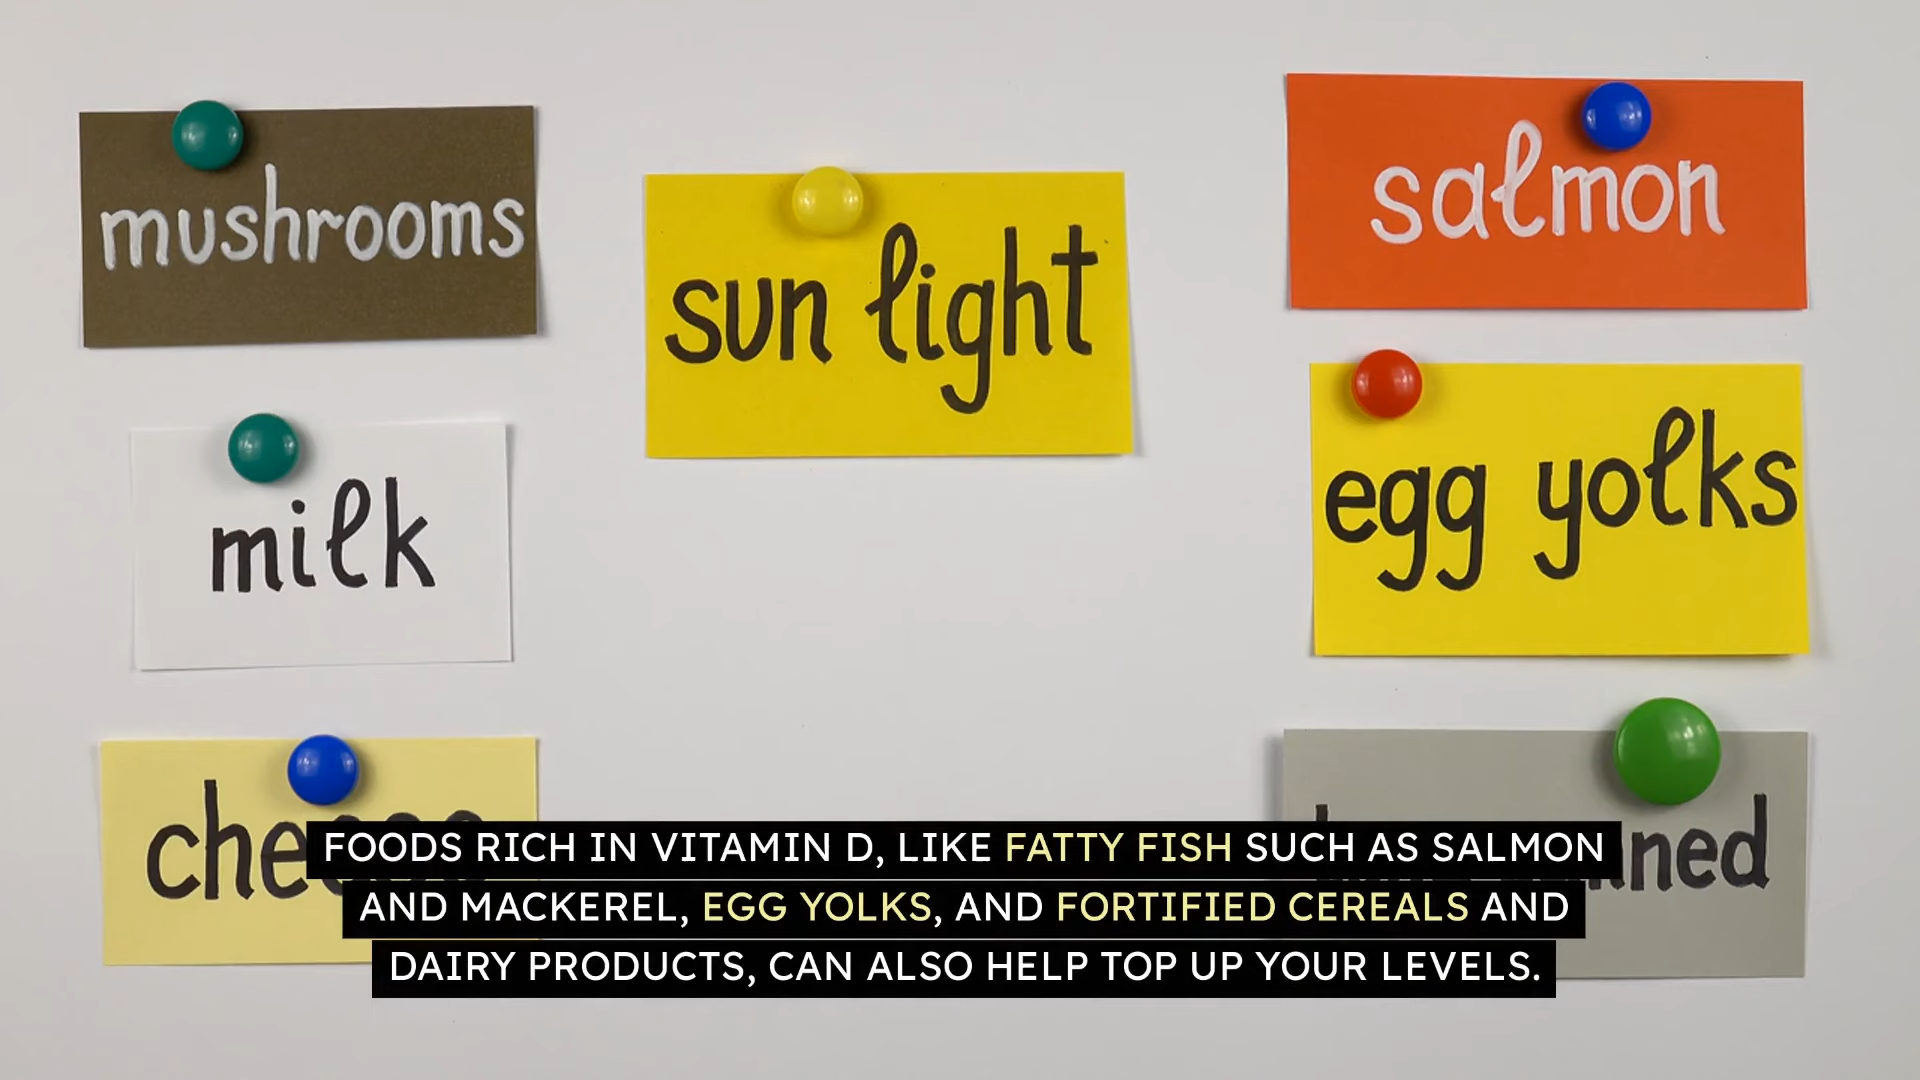 mushrooms
sun light
salmon
milk
egg yolks
FOODS RICH IN VITAMIN D, LIKE FATTY FISH SUCH AS SALMON
AND MACKEREL, EGG YOLKS, AND FORTIFIED CEREALS AND
DAIRY PRODUCTS, CAN ALSO HELP TOP UP YOUR LEVELS.